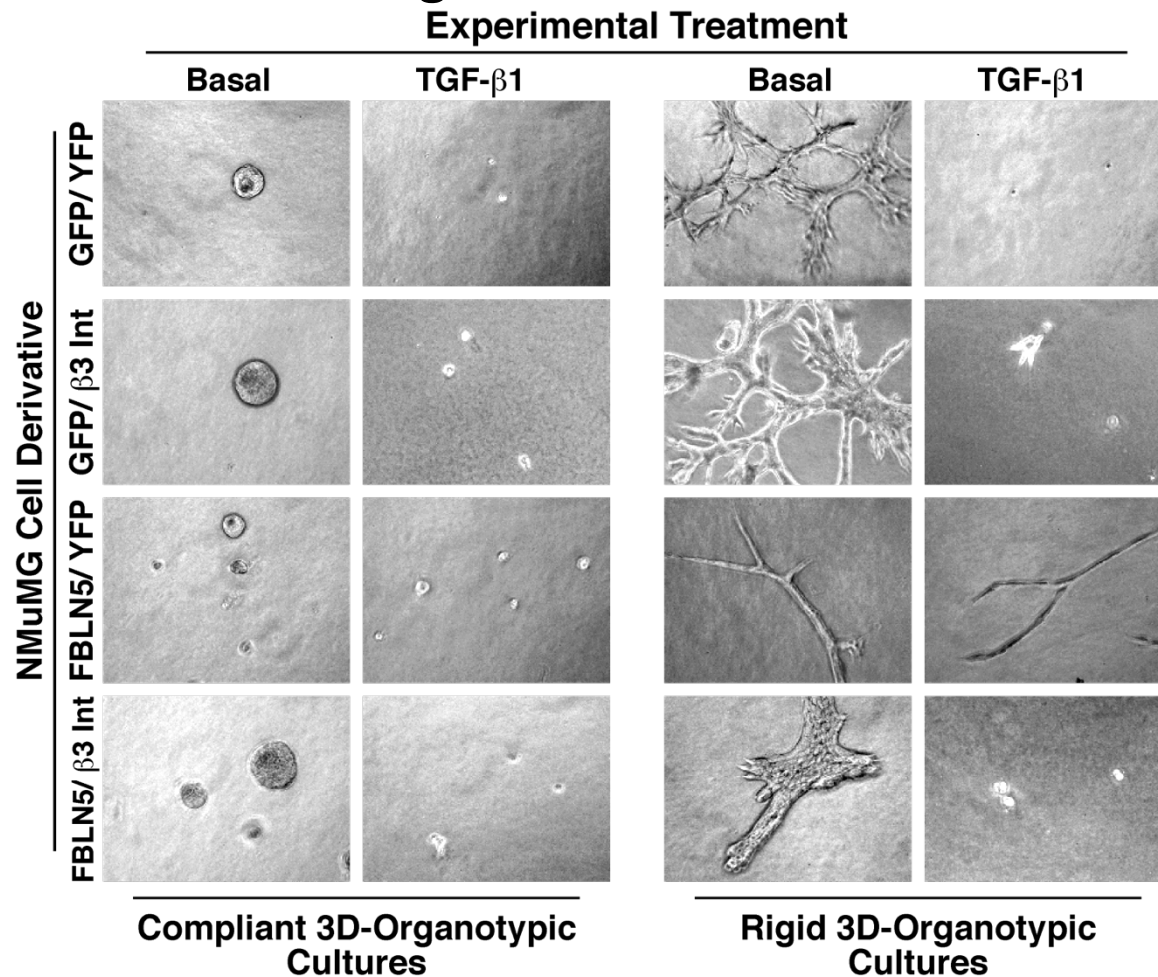 Experimental Treatment
Basal
TGF-β1
Basal
TGF-β1
NMuMG Cell Derivative
GFP/ YFP
GFP/ β3 Int
FBLN5/ YFP
FBLN5/ β3 Int
Compliant 3D-Organotypic
Cultures
Rigid 3D-Organotypic
Cultures